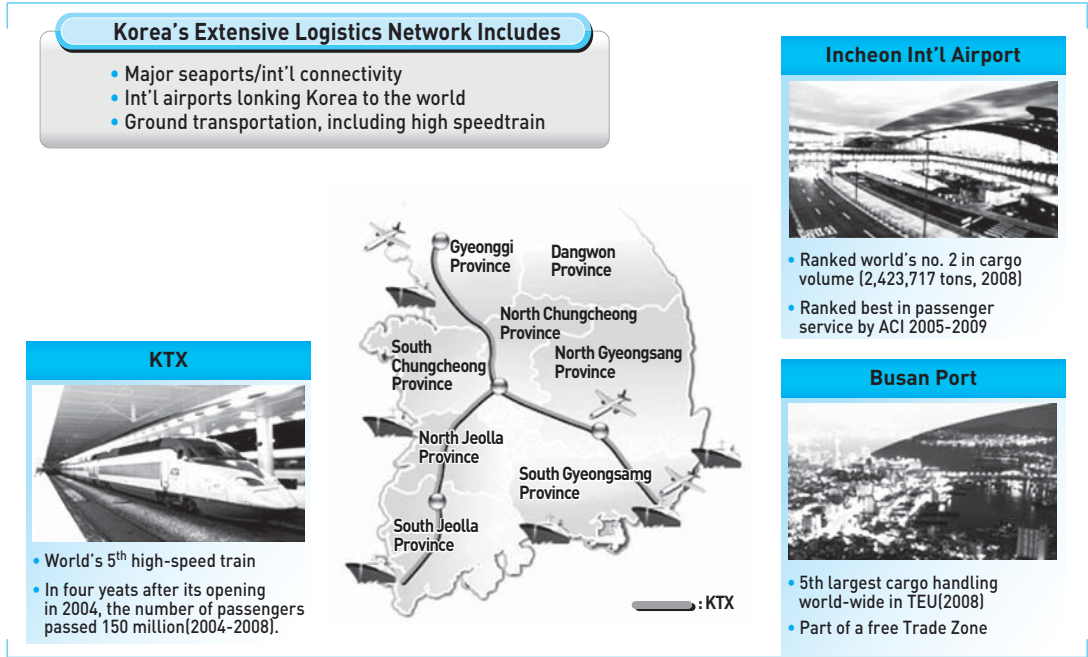 Korea's Extensive Logistics Network Includes
• Major seaports/int'l connectivity
• Int'l airports lonking Korea to the world
• Ground transportation, including high speedtrain
Incheon Int'l Airport
• Ranked world's no. 2 in cargo
volume (2,423,717 tons, 2008)
• Ranked best in passenger
service by ACI 2005-2009
Gyeonggi
Province
Dangwon
Province
North Chungcheong
Province
South
Chungcheong
Province
North Gyeongsang
Province
North Jeolla
Province
South Gyeongsamg
Province
South Jeolla
Province
: KTX
KTX
• World's 5th high-speed train
• In four yeats after its opening
in 2004, the number of passengers
passed 150 million(2004-2008).
Busan Port
• 5th largest cargo handling
world-wide in TEU(2008)
• Part of a free Trade Zone